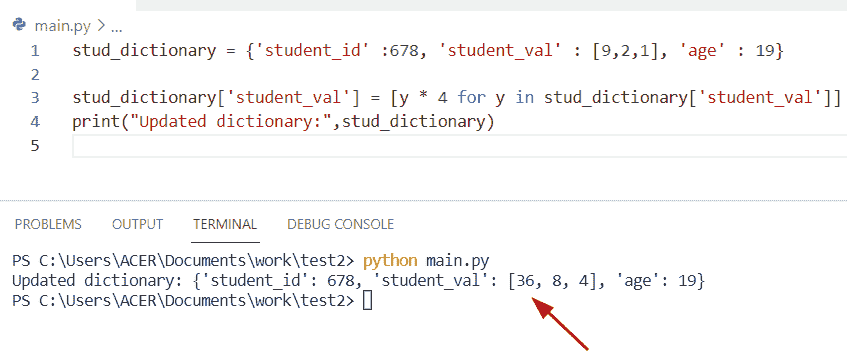 main.py > ...
1 stud_dictionary = {'student_id' :678, 'student_val' : [9,2,1], 'age' : 19}
2
3 stud_dictionary['student_val'] = [y * 4 for y in stud_dictionary['student_val']]
4 print("Updated dictionary:",stud_dictionary)
5
PROBLEMS OUTPUT TERMINAL DEBUG CONSOLE
PS C:\Users\ACER\Documents\work\test2> python main.py
Updated dictionary: {'student_id': 678, 'student_val': [36, 8, 4], 'age': 19}
PS C:\Users\ACER\Documents\work\test2>